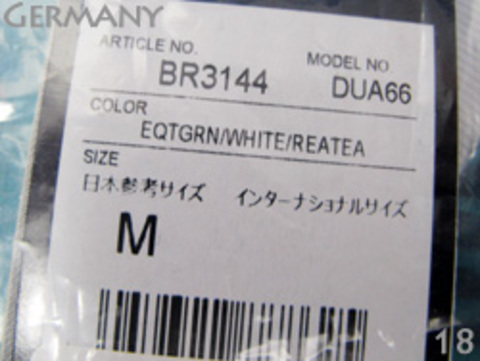 GERMANY
ARTICLE NO. MODEL NO
BR3144 DUA66
COLOR
EQTGRN/WHITE/REATEA
SIZE
日本参考サイズ インターナショナルサイズ
M
18